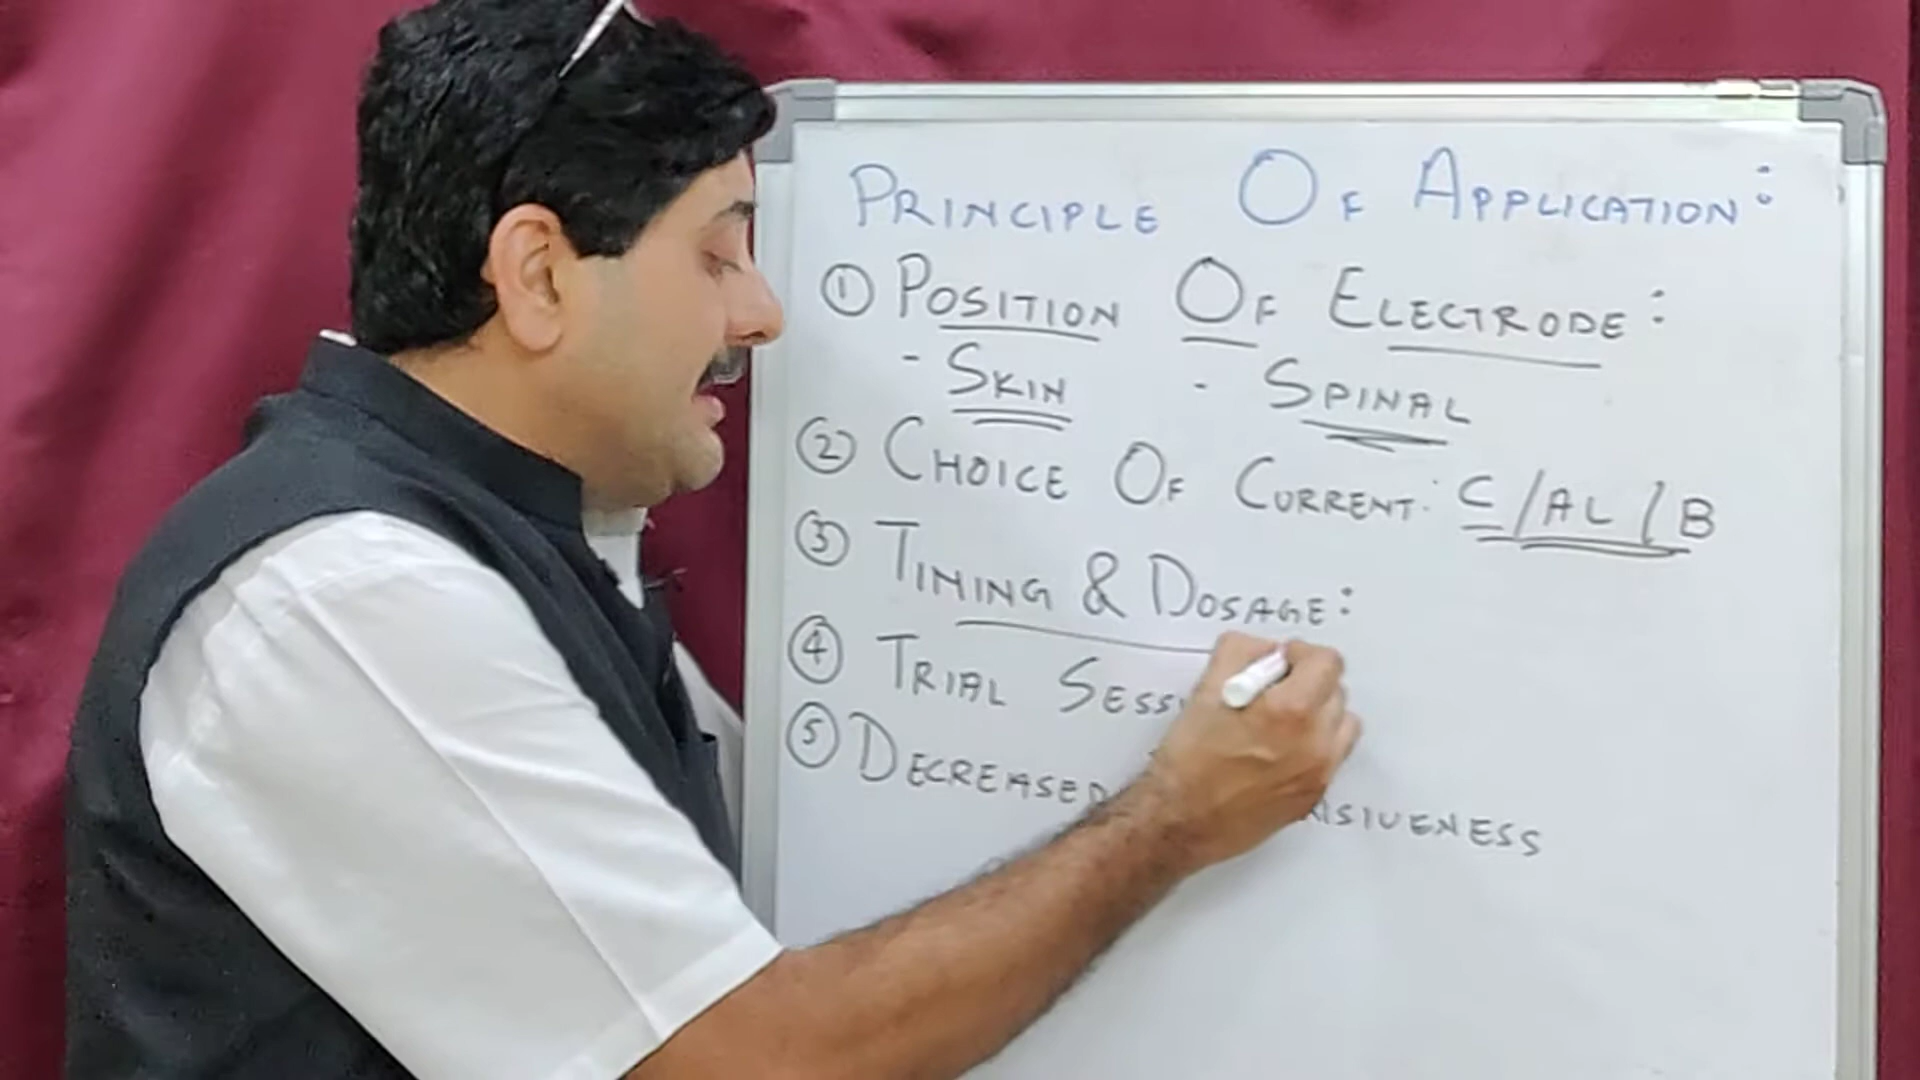 PRINCIPLE OF APPLICATION:
① POSITION OF ELECTRODE:
- SKIN - SPINAL
② CHOICE OF CURRENT: C/AL/B
③ TIMING & DOSAGE:
④ TRIAL
⑤ DECREASED